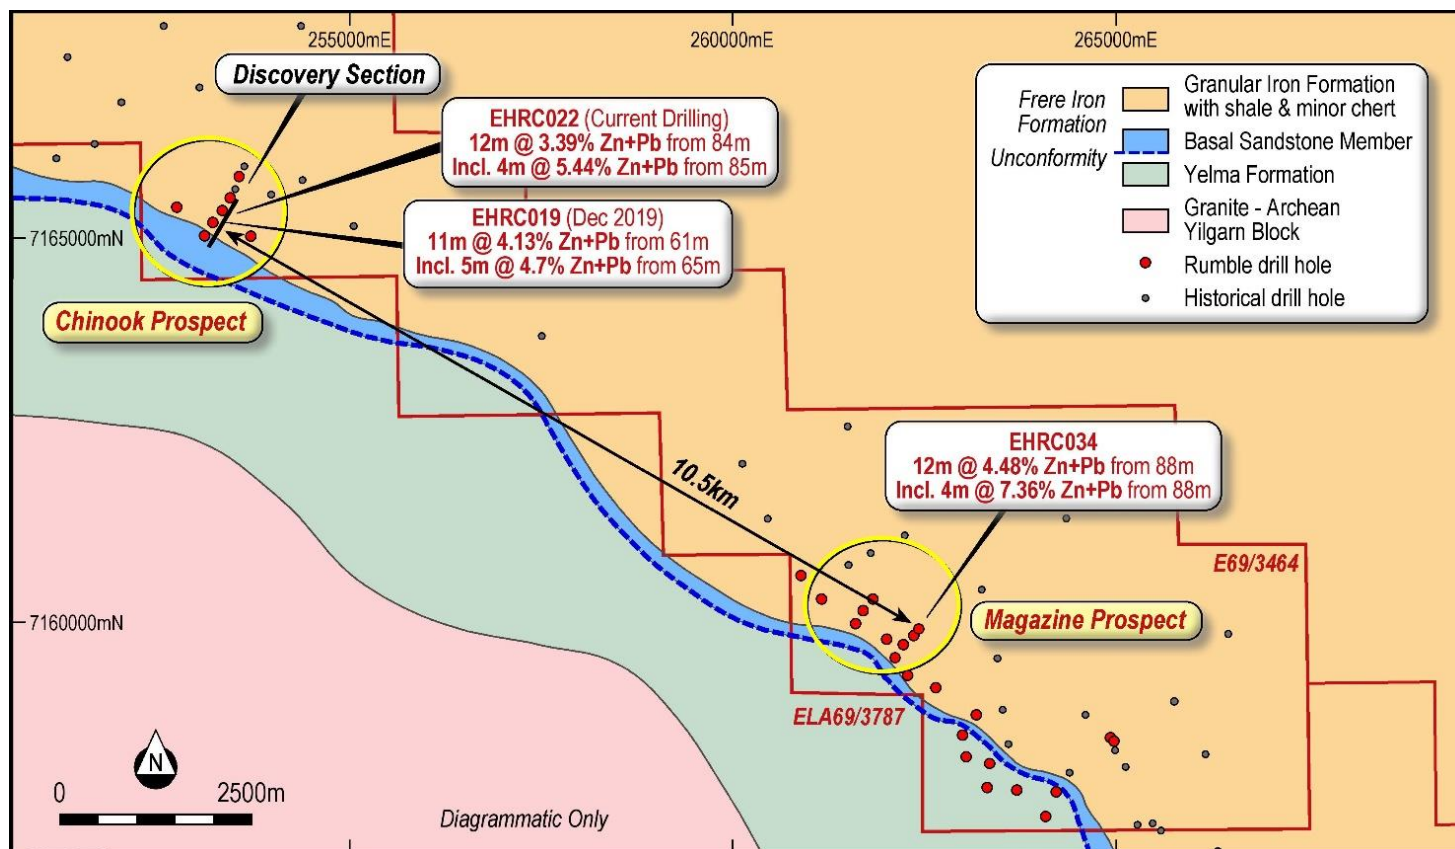 255000mE
260000mE
265000mE
Discovery Section
EHRC022 (Current Drilling)
12m @ 3.39% Zn+Pb from 84m
Incl. 4m @ 5.44% Zn+Pb from 85m
EHRC019 (Dec 2019)
11m @ 4.13% Zn+Pb from 61m
Incl. 5m @ 4.7% Zn+Pb from 65m
Frere Iron
Formation
Unconformity
Granular Iron Formation
with shale & minor chert
Basal Sandstone Member
Yelma Formation
Granite - Archean
Yilgarn Block
Rumble drill hole
Historical drill hole
7165000mN
Chinook Prospect
10.5km
EHRC034
12m @ 4.48% Zn+Pb from 88m
Incl. 4m @ 7.36% Zn+Pb from 88m
E69/3464
7160000mN
Magazine Prospect
ELA69/3787
N
0
2500m
Diagrammatic Only